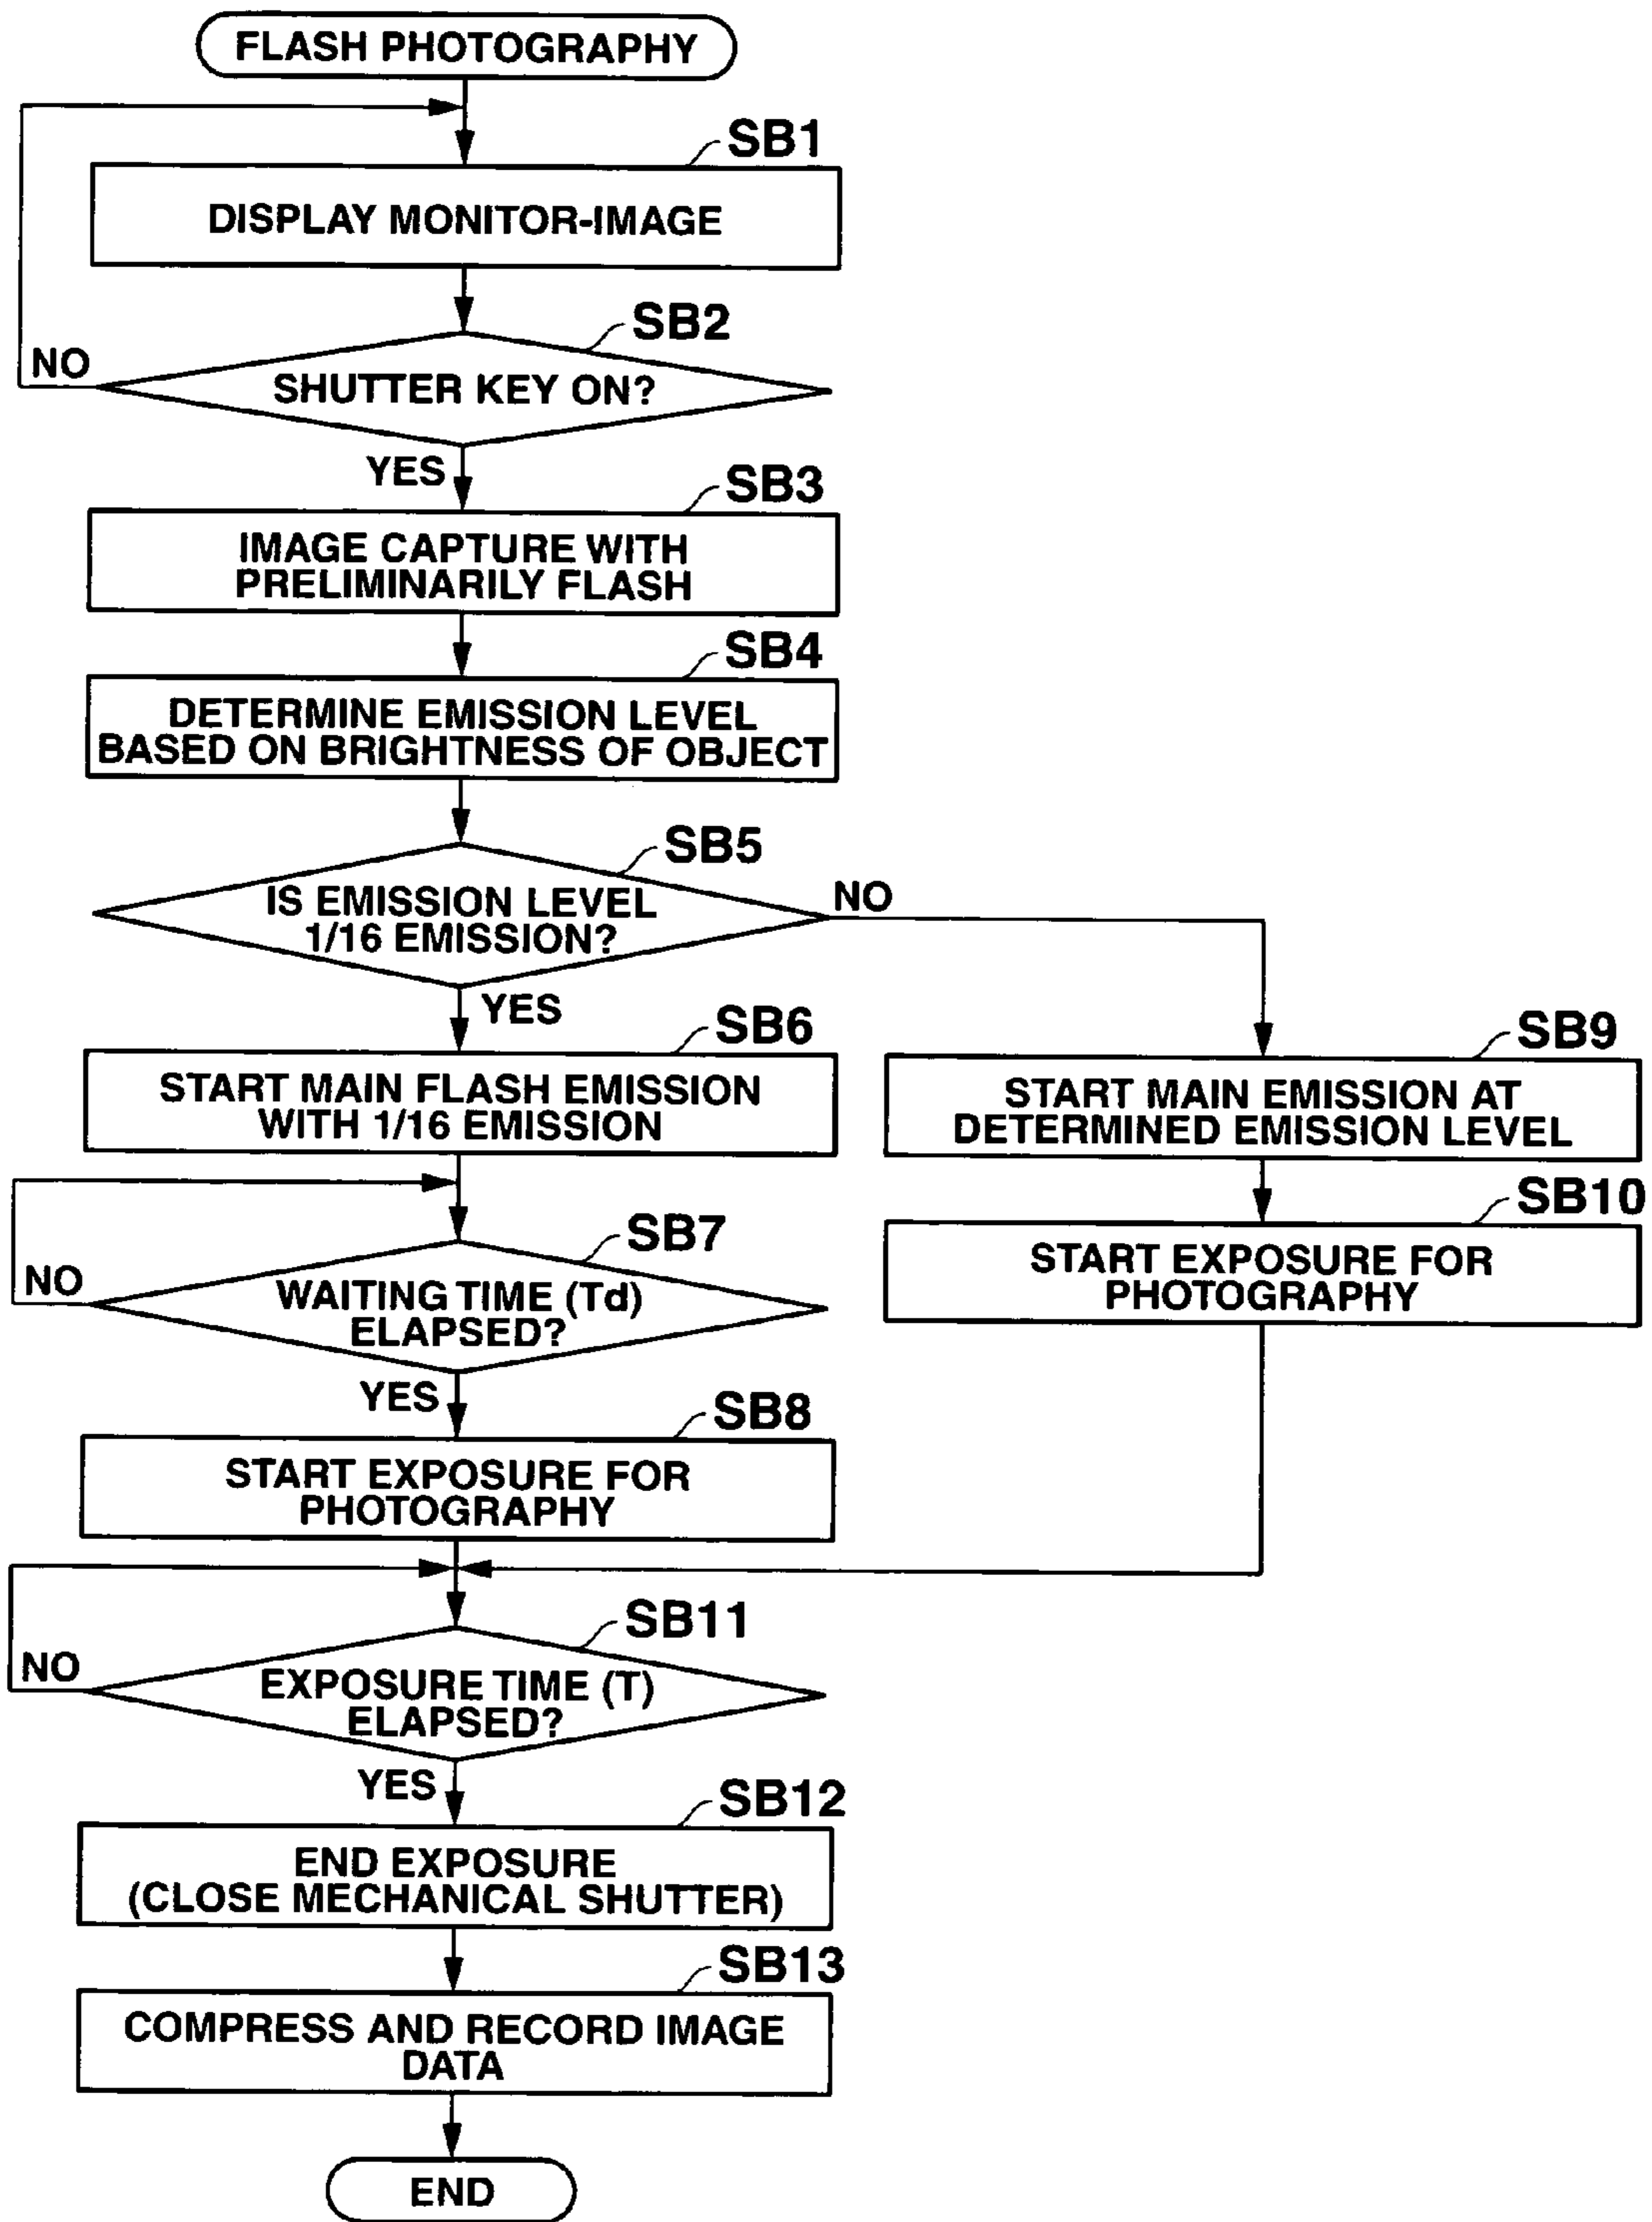 FLASH PHOTOGRAPHY
SB1
DISPLAY MONITOR-IMAGE
SB2
NO
SHUTTER KEY ON?
YES
SB3
IMAGE CAPTURE WITH
PRELIMINARILY FLASH
SB4
DETERMINE EMISSION LEVEL
BASED ON BRIGHTNESS OF OBJECT
SB5
IS EMISSION LEVEL
1/16 EMISSION?
NO
YES
SB6
START MAIN FLASH EMISSION
WITH 1/16 EMISSION
SB9
START MAIN EMISSION AT
DETERMINED EMISSION LEVEL
SB10
START EXPOSURE FOR
PHOTOGRAPHY
SB7
NO
WAITING TIME (Td)
ELAPSED?
YES
SB8
START EXPOSURE FOR
PHOTOGRAPHY
SB11
NO
EXPOSURE TIME (T)
ELAPSED?
YES
SB12
END EXPOSURE
(CLOSE MECHANICAL SHUTTER)
SB13
COMPRESS AND RECORD IMAGE
DATA
END